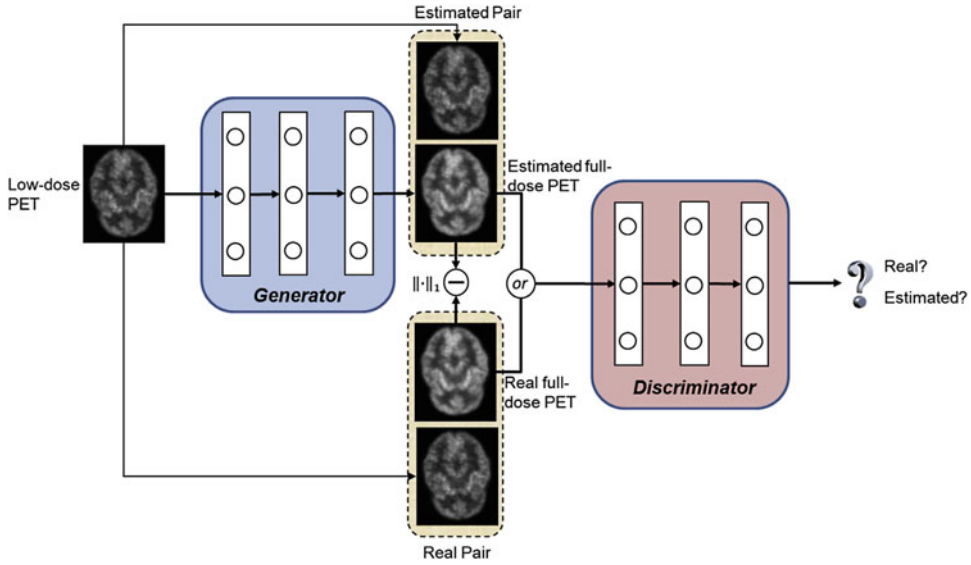 Estimated Pair
Low-dose
PET
Generator
Estimated full-
dose PET
||·||₁
or
Real full-
dose PET
Real Pair
Discriminator
?
Real?
Estimated?